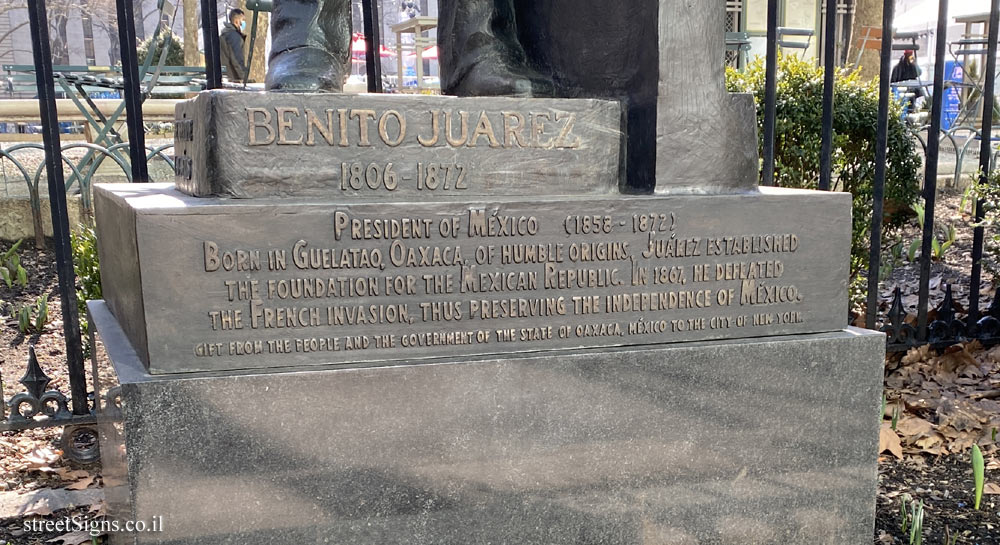 BENITO JUAREZ
1806 - 1872
PRESIDENT OF MÉXICO (1858 - 1872)
BORN IN GUELATAO, OAXACA, OF HUMBLE ORIGINS, JUÁREZ ESTABLISHED
THE FOUNDATION FOR THE MEXICAN REPUBLIC. IN 1867, HE DEFEATED
THE FRENCH INVASION, THUS PRESERVING THE INDEPENDENCE OF MÉXICO.
GIFT FROM THE PEOPLE AND THE GOVERNMENT OF THE STATE OF OAXACA, MÉXICO TO THE CITY OF NEW YORK.
streetSigns.co.il